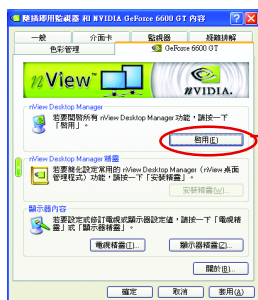 隨插即用監視器 和 NVIDIA GeForce 6600 GT 內容
一般 介面卡 監視器 疑難排解
色彩管理 GeForce 6600 GT
nView
NVIDIA.
nView Desktop Manager
若要開啟所有 nView Desktop Manager 功能，請按一下
「啟用」。
啟用(E)
nView Desktop Manager 精靈
若要簡化設定常用的 nView Desktop Manager（nView 桌面
管理程式）功能，請按一下「安裝精靈」。
安裝精靈(W)...
顯示器內容
若要設定或修訂電視或顯示器設定值，請按一下「電視精
靈」或「顯示器精靈」。
電視精靈(T)... 顯示器精靈(Z)...
關於(B)...
確定 取消 套用(A)